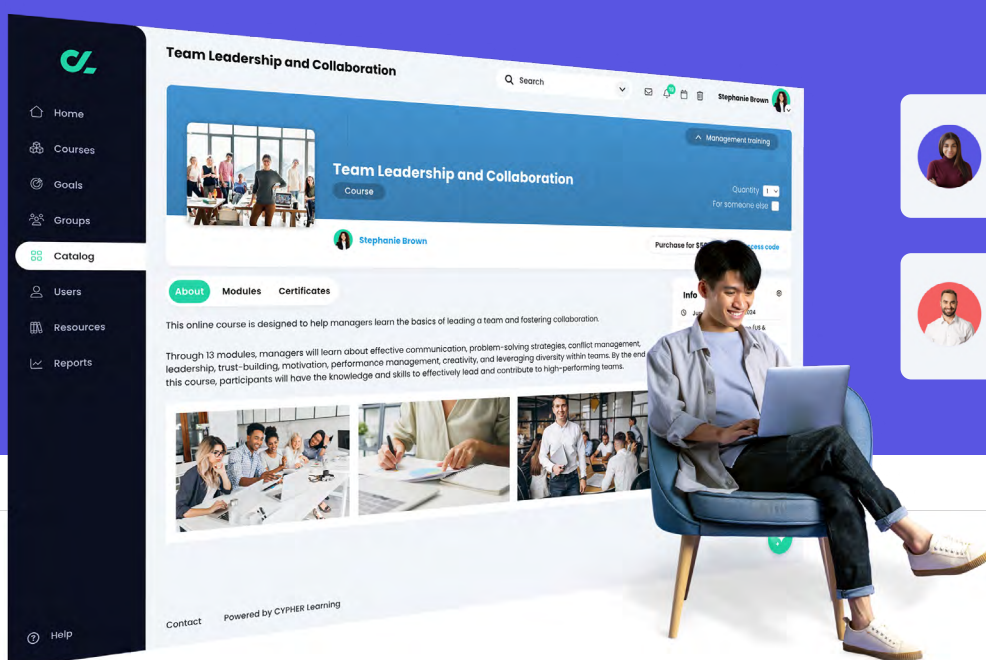 Team Leadership and Collaboration
Search
Stephanie Brown
Home
Courses
Goals
Groups
Catalog
Users
Resources
Reports
Help
Management training
Team Leadership and Collaboration
Course
Quantity 1
For someone else
Stephanie Brown
Purchase for
access code
About Modules Certificates
Info
This online course is designed to help managers learn the basics of leading a team and fostering collaboration.
Through 13 modules, managers will learn about effective communication, problem-solving strategies, conflict management,
leadership, trust-building, motivation, performance management, creativity, and leveraging diversity within teams. By the end
this course, participants will have the knowledge and skills to effectively lead and contribute to high-performing teams.
Contact Powered by CYPHER Learning